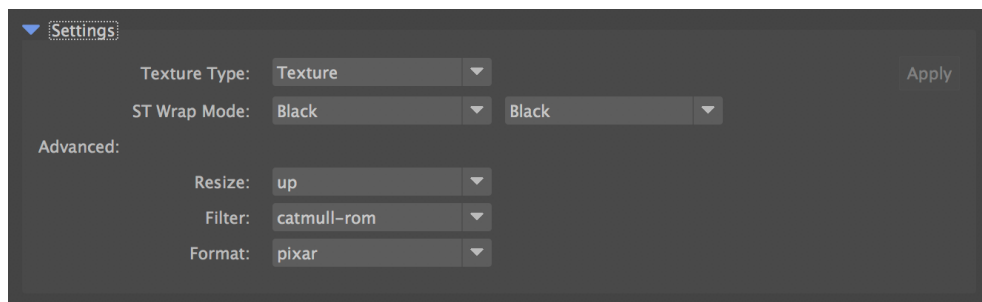 Settings
Texture Type: Texture Apply
ST Wrap Mode: Black Black
Advanced:
Resize: up
Filter: catmull-rom
Format: pixar